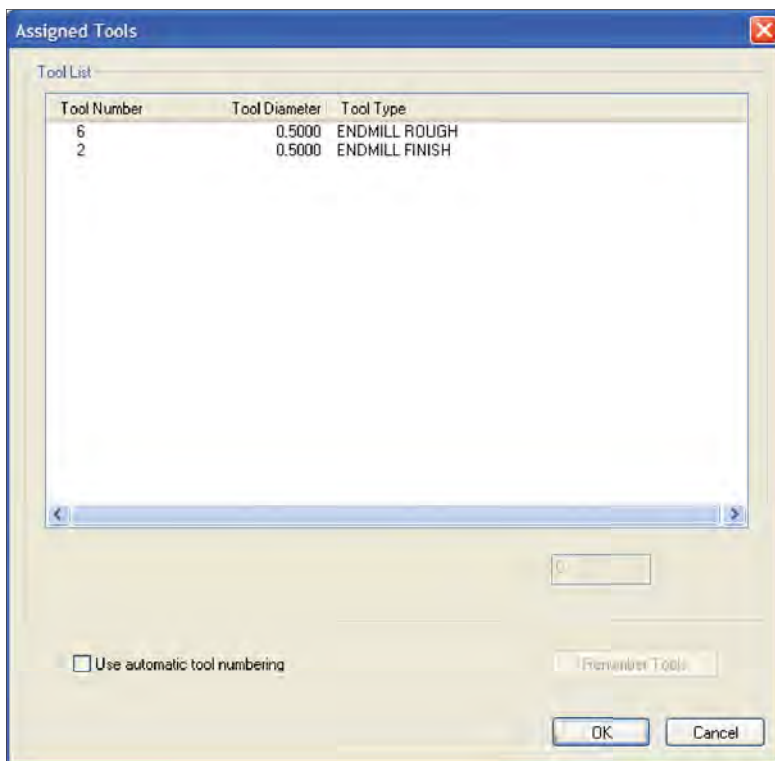 Assigned Tools
Tool List
Tool Number Tool Diameter Tool Type
6 0.5000 ENDMILL ROUGH
2 0.5000 ENDMILL FINISH
0
Use automatic tool numbering
Tools
OK Cancel